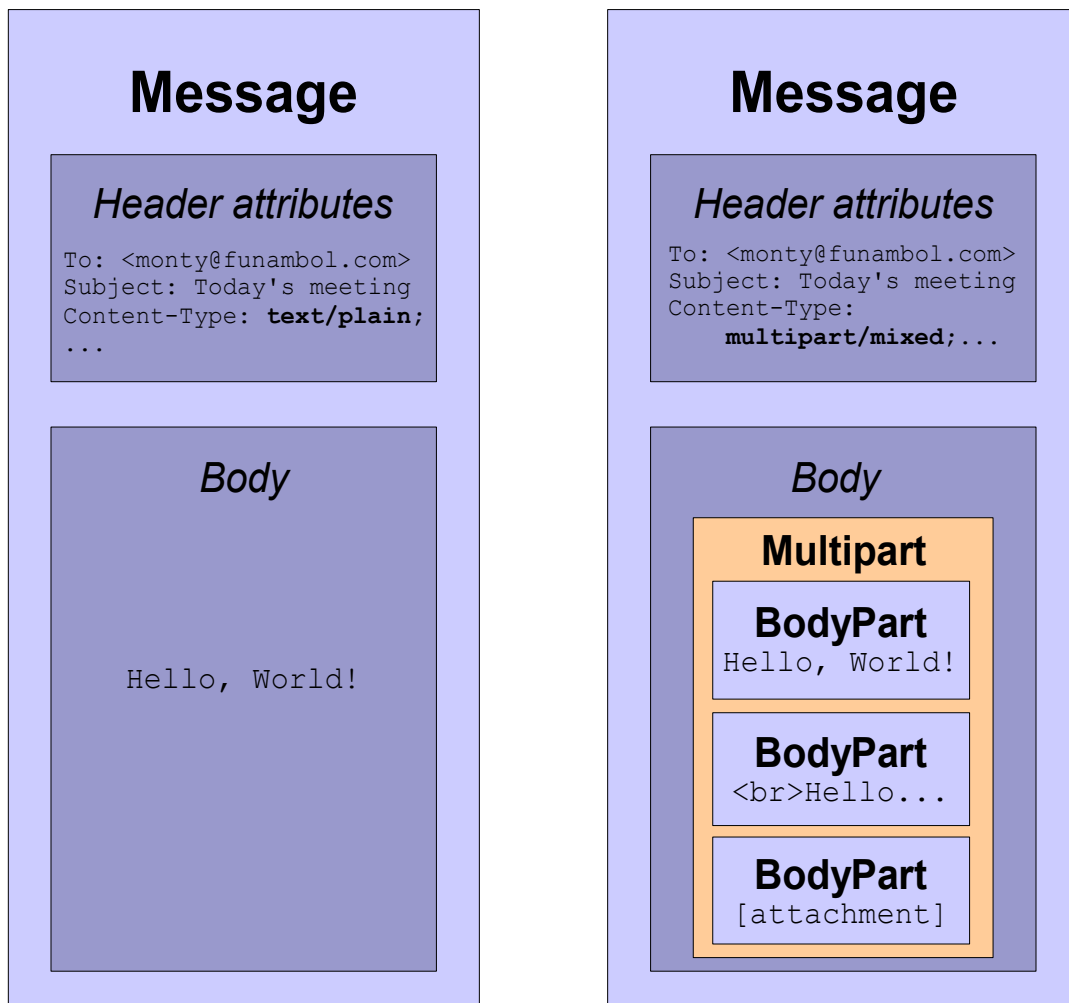 Message
Header attributes
To: <monty@funambol.com>
Subject: Today's meeting
Content-Type: text/plain;
...
Body
Hello, World!
Message
Header attributes
To: <monty@funambol.com>
Subject: Today's meeting
Content-Type:
multipart/mixed;...
Body
Multipart
BodyPart
Hello, World!
BodyPart
<br>Hello...
BodyPart
[attachment]